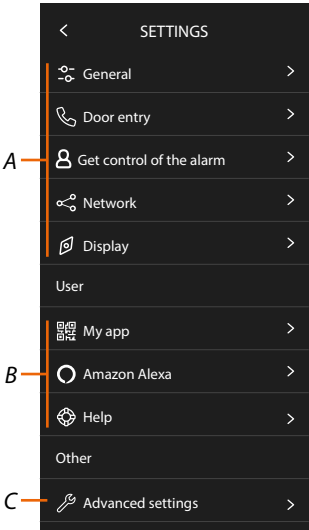 SETTINGS
General
Door entry
A
Get control of the alarm
Network
Display
User
My app
B
Amazon Alexa
Help
Other
C
Advanced settings